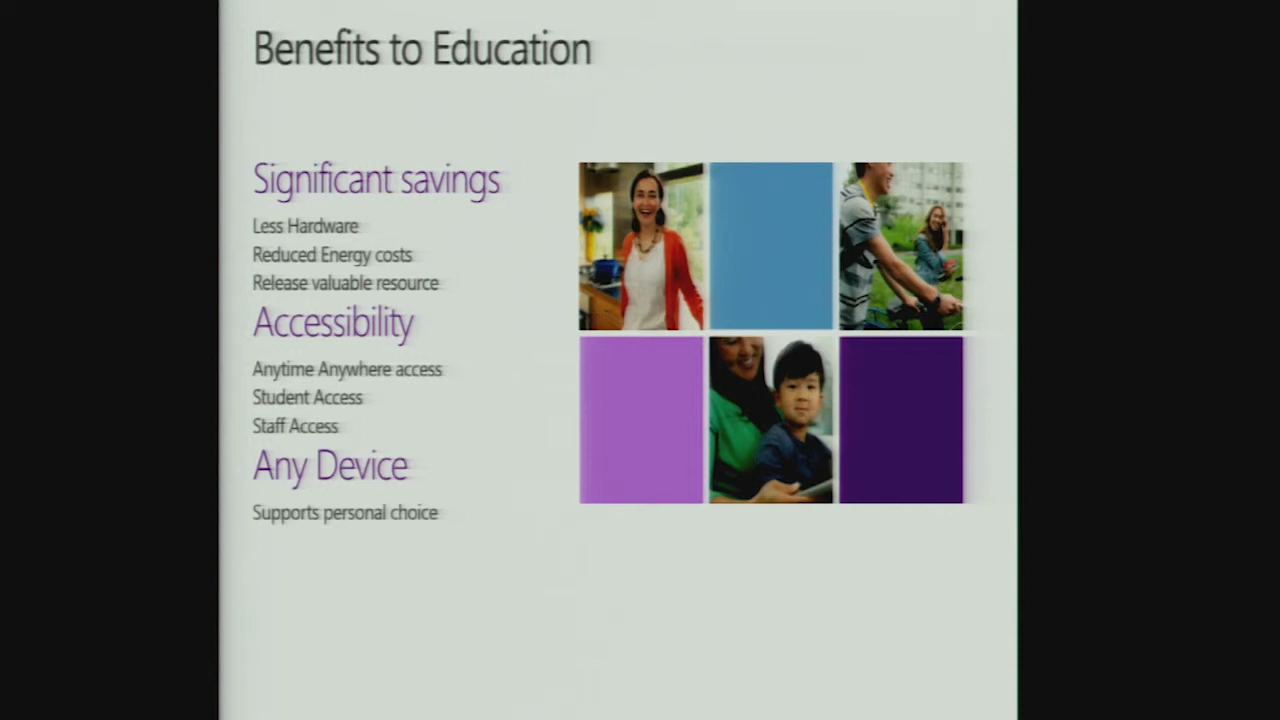 Benefits to Education
Significant savings
Less Hardware
Reduced Energy costs
Release valuable resource
Accessibility
Anytime Anywhere access
Student Access
Staff Access
Any Device
Supports personal choice